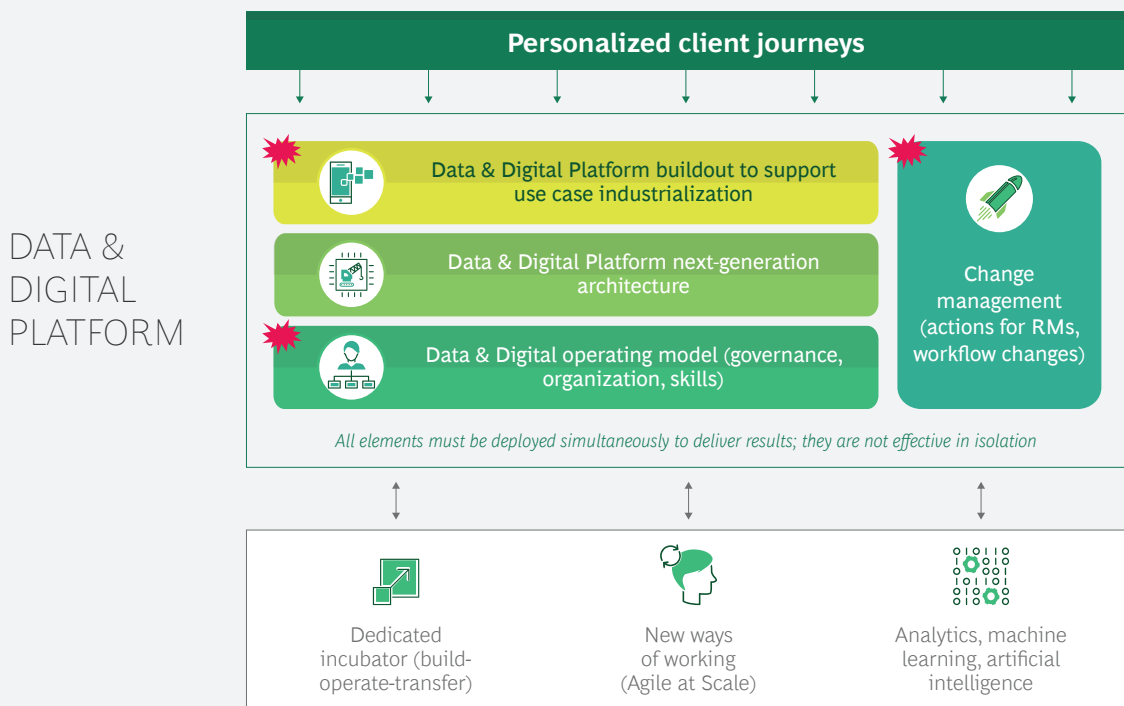 Personalized client journeys
DATA &
DIGITAL
PLATFORM
Data & Digital Platform buildout to support
use case industrialization
Data & Digital Platform next-generation
architecture
Data & Digital operating model (governance,
organization, skills)
Change
management
(actions for RMs,
workflow changes)
All elements must be deployed simultaneously to deliver results; they are not effective in isolation
Dedicated
incubator (build-
operate-transfer)
New ways
of working
(Agile at Scale)
Analytics, machine
learning, artificial
intelligence